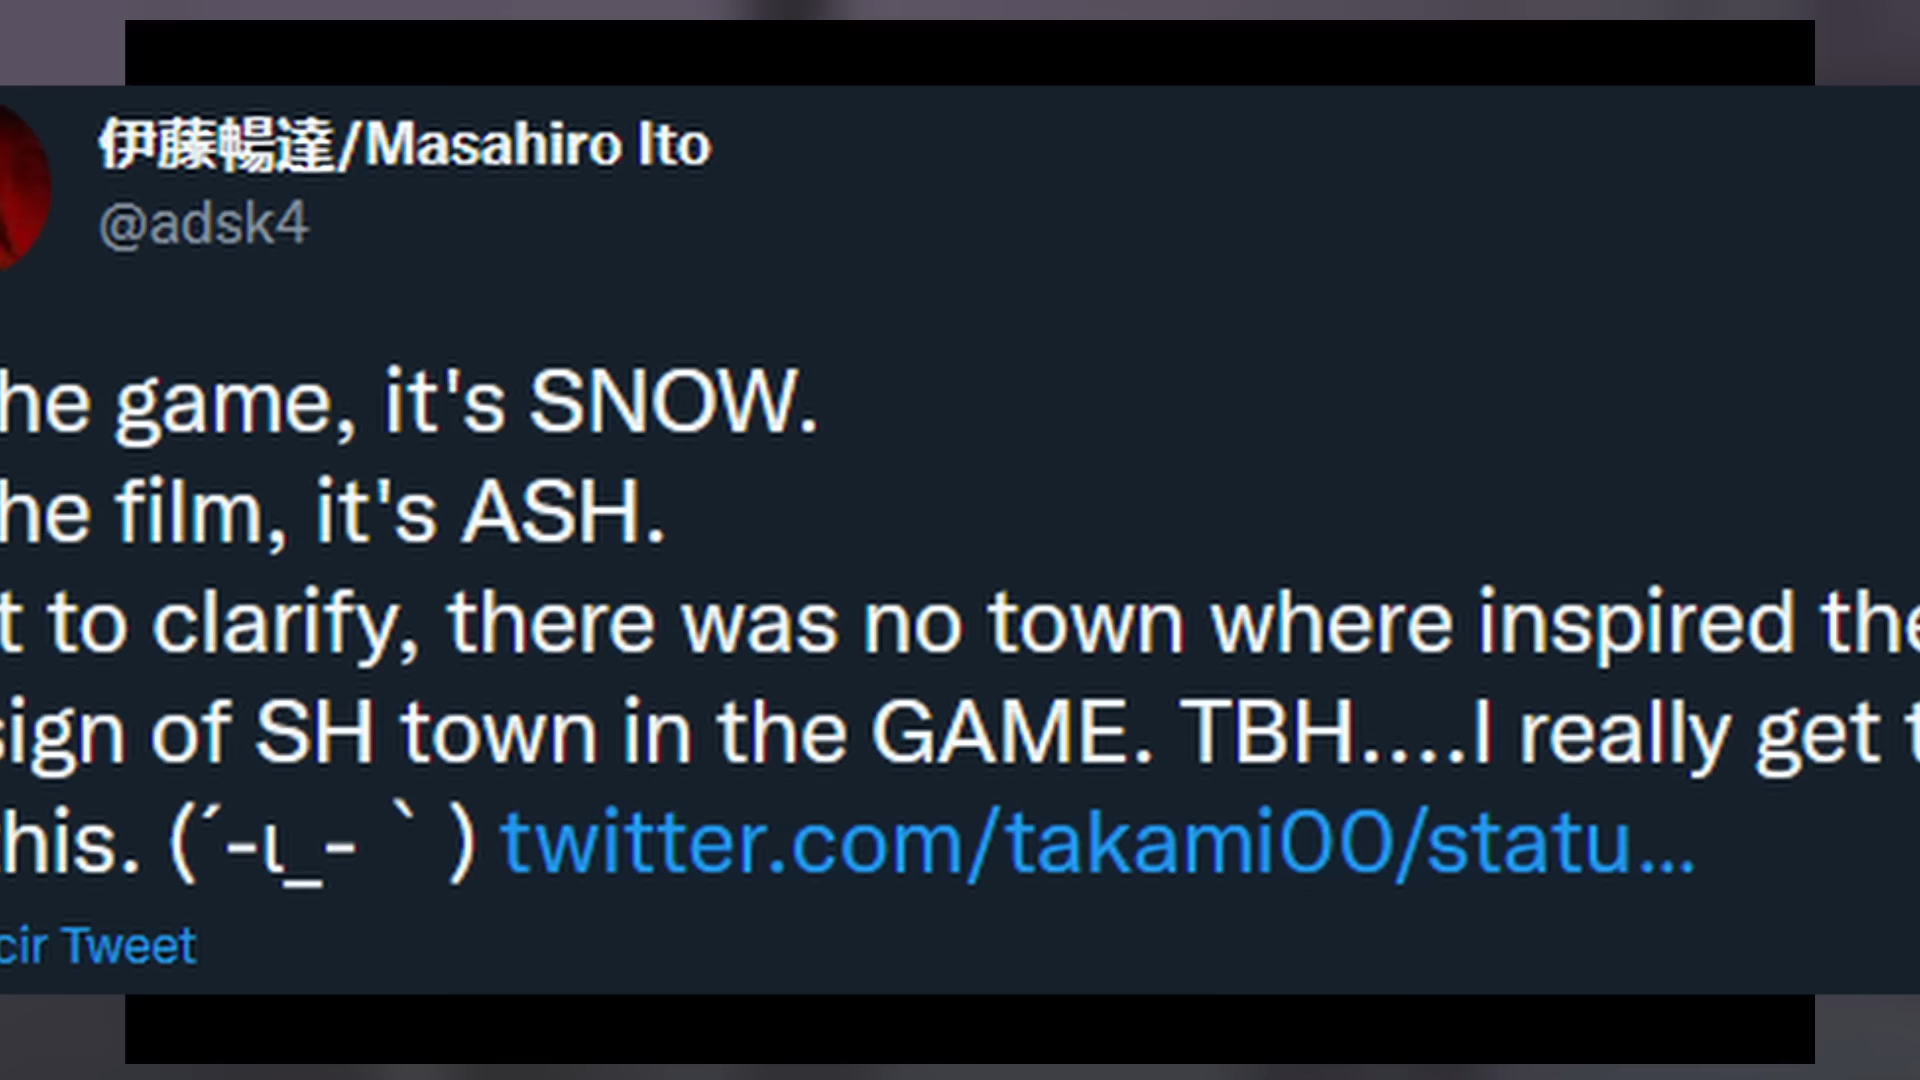 伊藤暢達/Masahiro Ito
@adsk4
he game, it's SNOW.
he film, it's ASH.
t to clarify, there was no town where inspired the
sign of SH town in the GAME. TBH....I really get t
his. (´-ι_-｀) twitter.com/takami00/statu...
cir Tweet